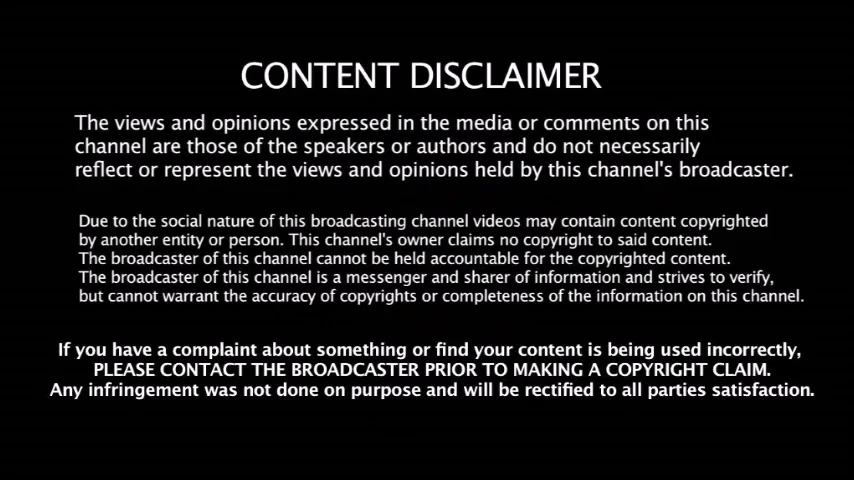 CONTENT DISCLAIMER
The views and opinions expressed in the media or comments on this
channel are those of the speakers or authors and do not necessarily
reflect or represent the views and opinions held by this channel's broadcaster.
Due to the social nature of this broadcasting channel videos may contain content copyrighted
by another entity or person. This channel's owner claims no copyright to said content.
The broadcaster of this channel cannot be held accountable for the copyrighted content.
The broadcaster of this channel is a messenger and sharer of information and strives to verify,
but cannot warrant the accuracy of copyrights or completeness of the information on this channel.
If you have a complaint about something or find your content is being used incorrectly,
PLEASE CONTACT THE BROADCASTER PRIOR TO MAKING A COPYRIGHT CLAIM.
Any infringement was not done on purpose and will be rectified to all parties satisfaction.